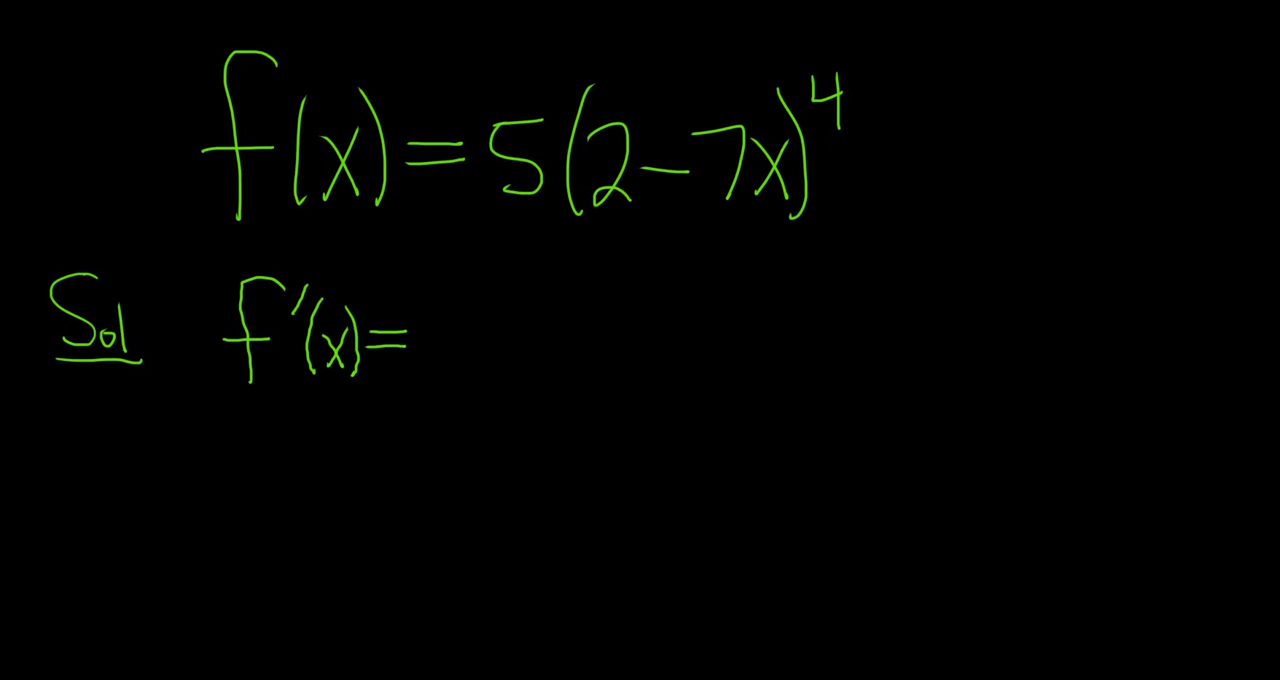 f(x) = 5(2-7x)⁴
Sol f'(x) =